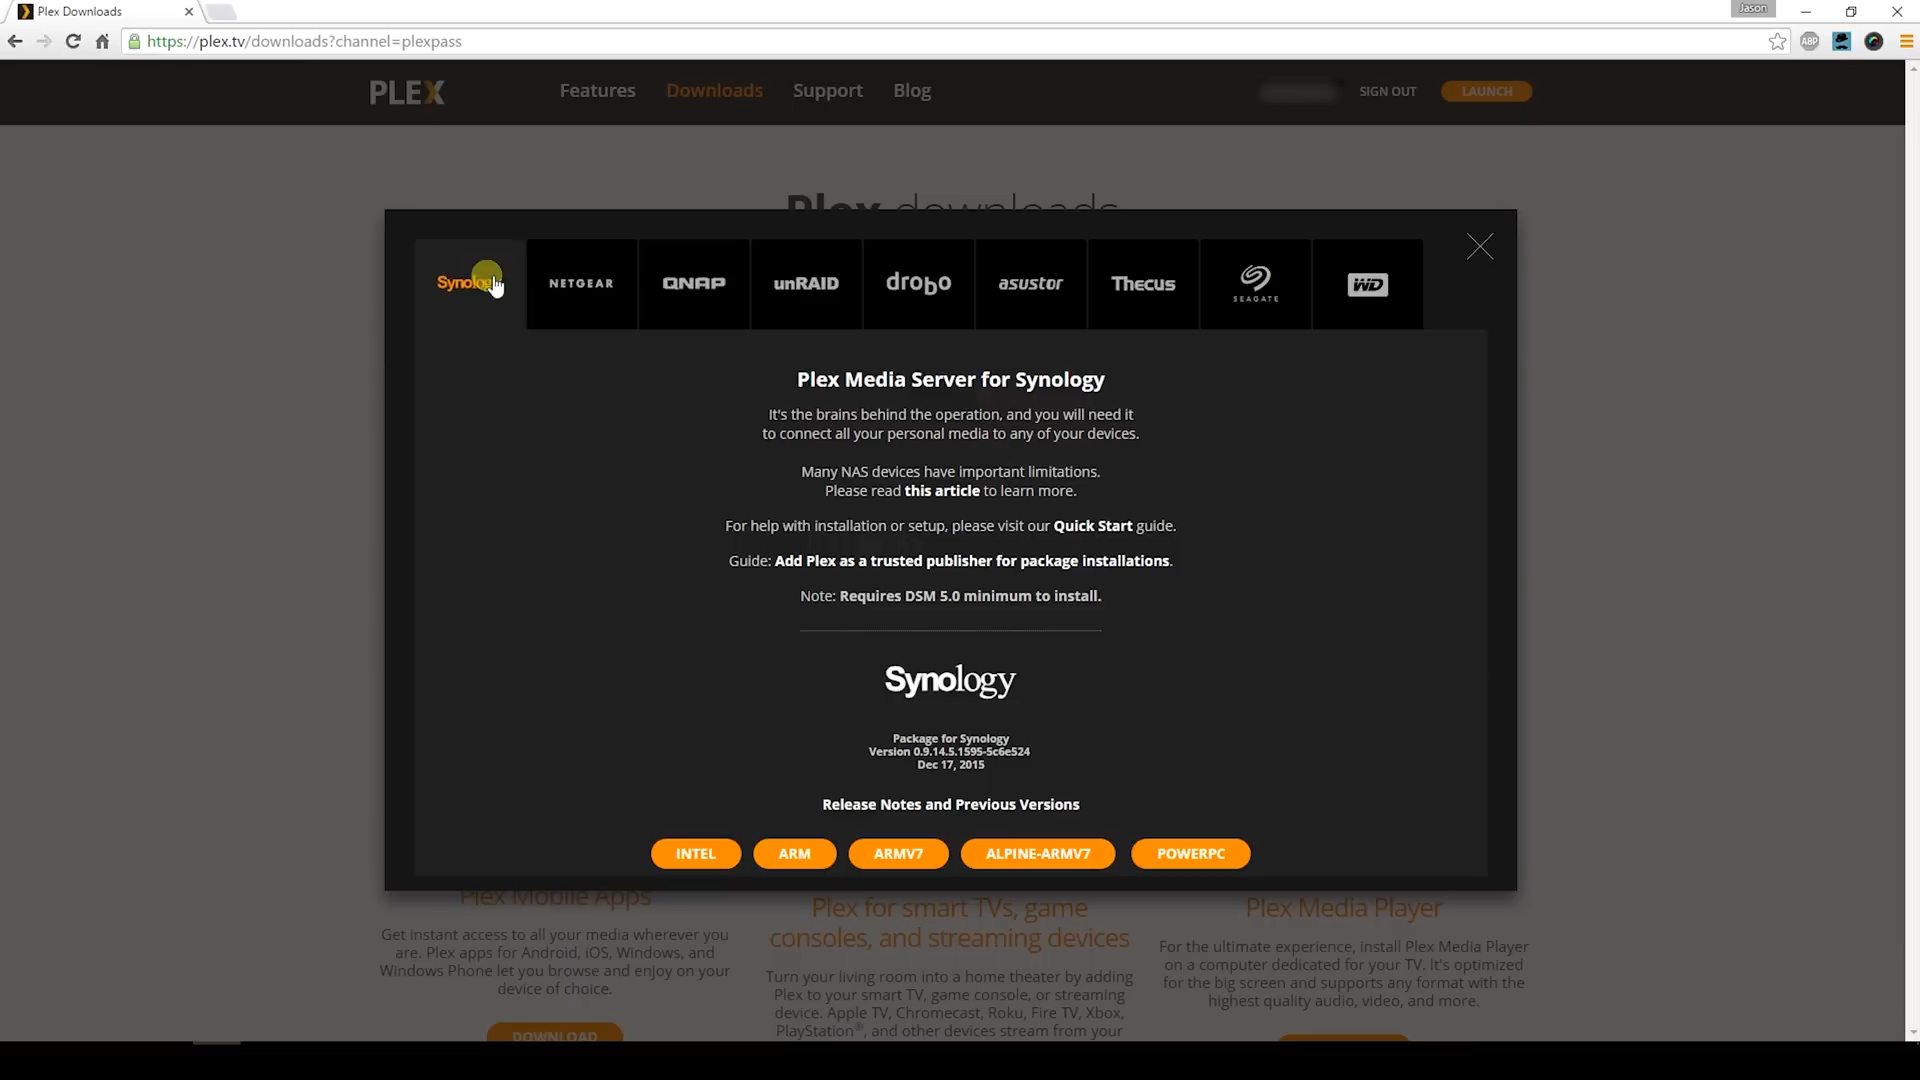 Plex Downloads
Jason
https://plex.tv/downloads?channel=plexpass
ABP
PLEX
Features
Downloads
Support
Blog
SIGN OUT
LAUNCH
Plex downloads
Synology
NETGEAR
QNAP
unRAID
drobo
asustor
Thecus
SEAGATE
WD
Plex Media Server for Synology
It's the brains behind the operation, and you will need it
to connect all your personal media to any of your devices.
Many NAS devices have important limitations.
Please read this article to learn more.
For help with installation or setup, please visit our Quick Start guide.
Guide: Add Plex as a trusted publisher for package installations.
Note: Requires DSM 5.0 minimum to install.
Synology
Package for Synology
Version 0.9.14.5.1595-5c6e524
Dec 17, 2015
Release Notes and Previous Versions
INTEL
ARM
ARMV7
ALPINE-ARMV7
POWERPC
Plex Mobile Apps
Get instant access to all your media wherever you
are. Plex apps for Android, iOS, Windows, and
Windows Phone let you browse and enjoy on your
device of choice.
DOWNLOAD
Plex for smart TVs, game
consoles, and streaming devices
Turn your living room into a home theater by adding
Plex to your smart TV, game console, or streaming
device. Apple TV, Chromecast, Roku, Fire TV, Xbox,
PlayStation®, and other devices stream from your
Plex Media Player
For the ultimate experience, install Plex Media Player
on a computer dedicated for your TV. It's optimized
for the big screen and supports any format with the
highest quality audio, video, and more.